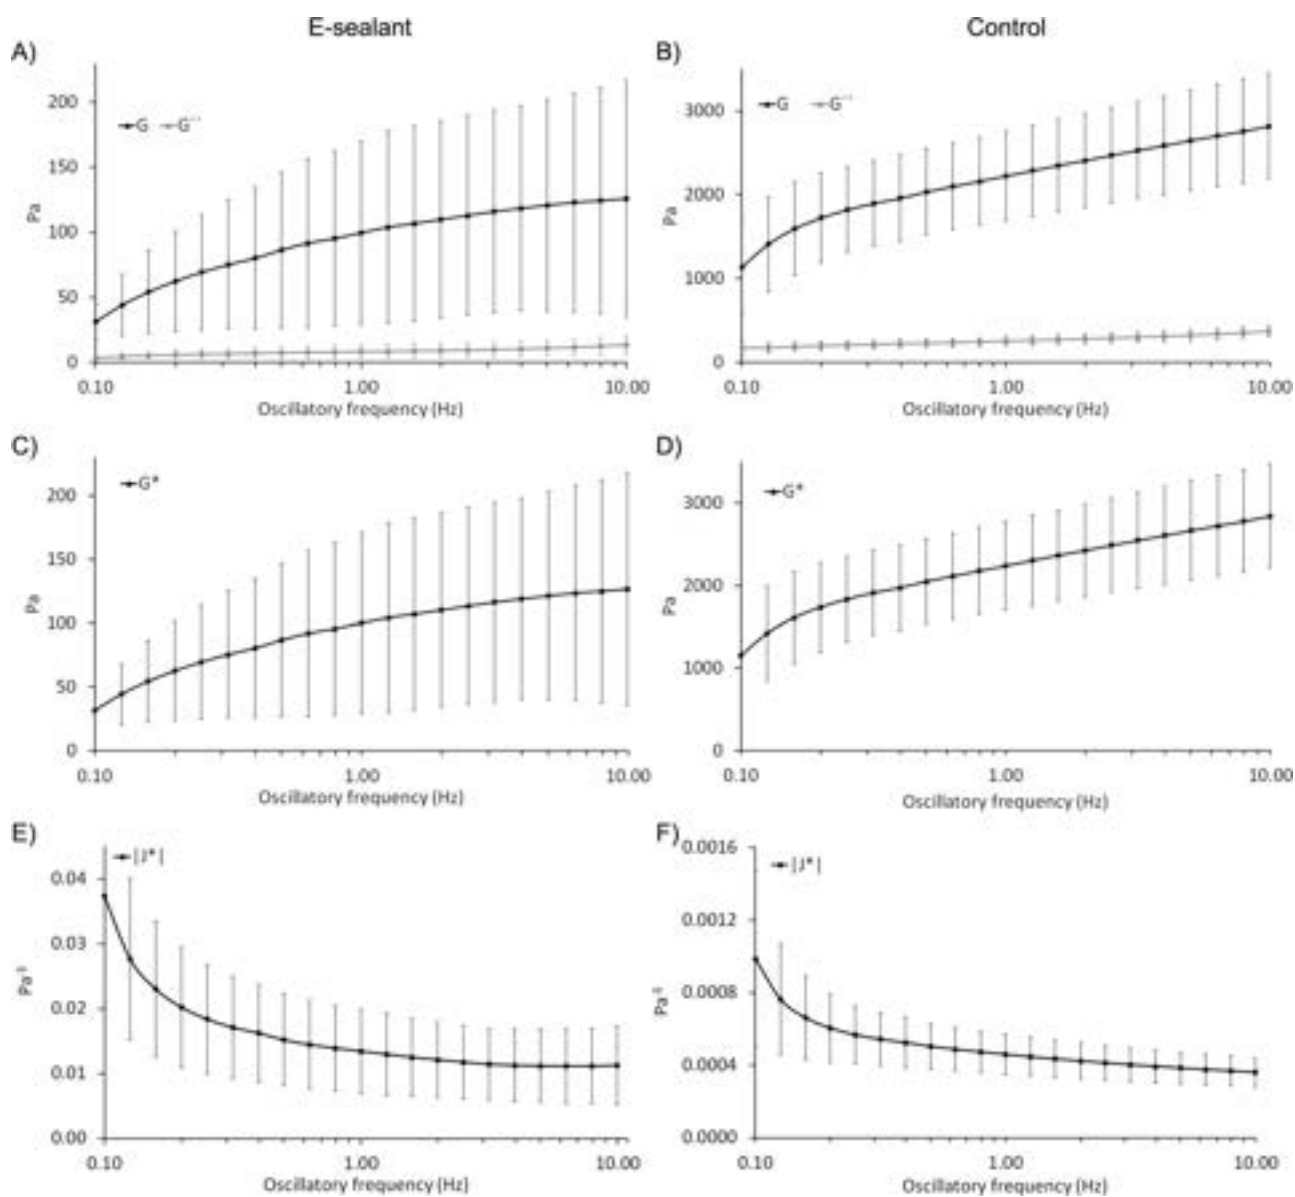 E-sealant
Control
A)
B)
G G''
G G''
200
150
100
50
0
Pa
0.10 1.00 10.00
Oscillatory frequency (Hz)
3000
2000
1000
0
Pa
0.10 1.00 10.00
Oscillatory frequency (Hz)
C)
D)
G*
G*
200
150
100
50
0
Pa
0.10 1.00 10.00
Oscillatory frequency (Hz)
3000
2000
1000
0
Pa
0.10 1.00 10.00
Oscillatory frequency (Hz)
E)
F)
|J*|
|J*|
0.04
0.03
0.02
0.01
0.00
Pa⁻¹
0.10 1.00 10.00
Oscillatory frequency (Hz)
0.0016
0.0012
0.0008
0.0004
0.0000
Pa⁻¹
0.10 1.00 10.00
Oscillatory frequency (Hz)